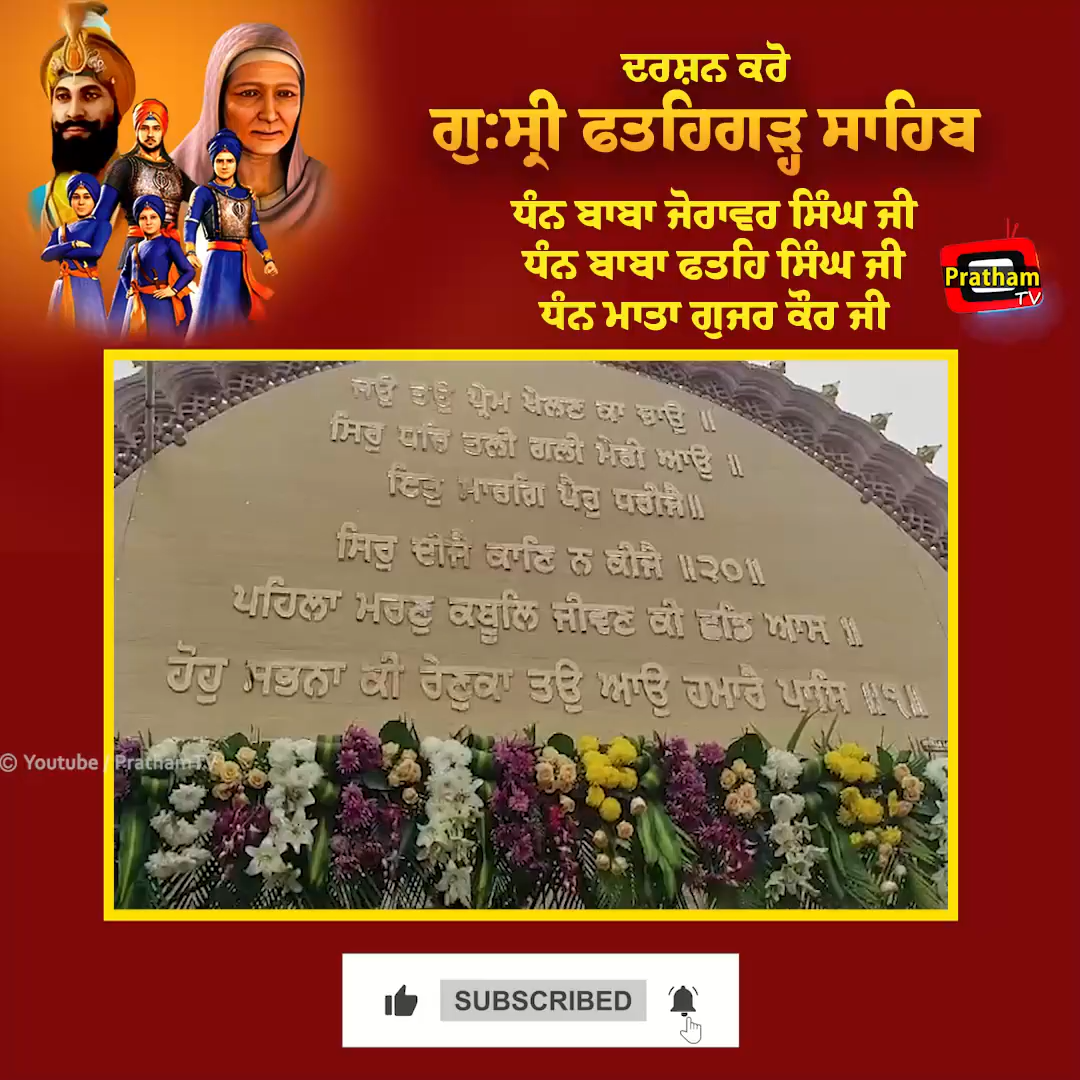 ਦਰਸ਼ਨ ਕਰੋ
ਗੁ:ਸ੍ਰੀ ਫਤਹਿਗੜ੍ਹ ਸਾਹਿਬ
ਧੰਨ ਬਾਬਾ ਜੋਰਾਵਰ ਸਿੰਘ ਜੀ
ਧੰਨ ਬਾਬਾ ਫਤਹਿ ਸਿੰਘ ਜੀ
ਧੰਨ ਮਾਤਾ ਗੁਜਰ ਕੌਰ ਜੀ
Pratham
TV
ਜਾਉ ਤਉ ਪ੍ਰੇਮ ਖੇਲਣ ਕਾ ਚਾਉ ॥
ਸਿਰੁ ਧਰਿ ਤਲੀ ਗਲੀ ਮੇਰੀ ਆਉ ॥
ਇਤੁ ਮਾਰਗਿ ਪੈਰੁ ਧਰੀਜੈ॥
ਸਿਰੁ ਦੀਜੈ ਕਾਣਿ ਨ ਕੀਜੈ ॥੨੦॥
ਪਹਿਲਾ ਮਰਣੁ ਕਬੂਲਿ ਜੀਵਣ ਕੀ ਛਡਿ ਆਸ ॥
ਹੋਹੁ ਸਭਨਾ ਕੀ ਰੇਣੁਕਾ ਤਉ ਆਉ ਹਮਾਰੈ ਪਾਸਿ ॥੧॥
© Youtube / PrathamTV
SUBSCRIBED